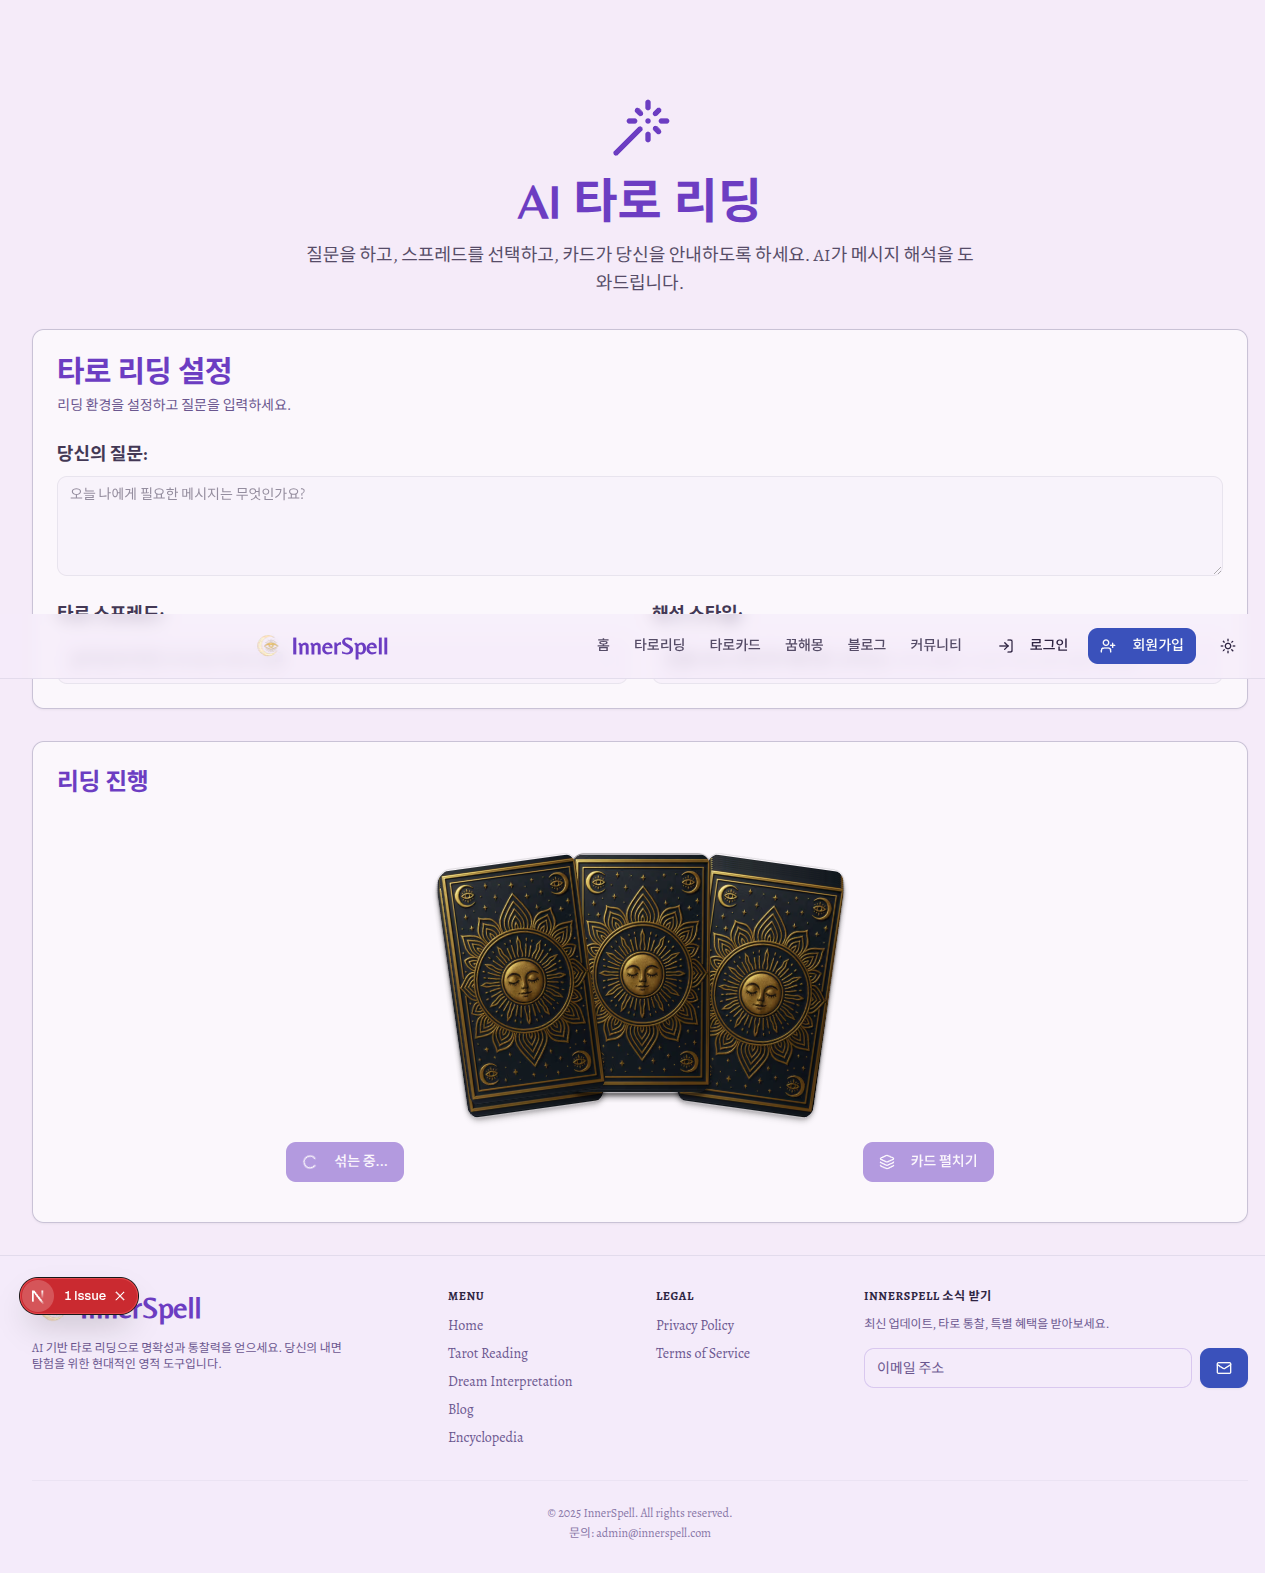 AI 타로 리딩
질문을 하고, 스프레드를 선택하고, 카드가 당신을 안내하도록 하세요. AI가 메시지 해석을 도
와드립니다.
타로 리딩 설정
리딩 환경을 설정하고 질문을 입력하세요.
당신의 질문:
오늘 나에게 필요한 메시지는 무엇인가요?
타로 스프레드:
해석 스타일:
InnerSpell
홈
타로리딩
타로카드
꿈해몽
블로그
커뮤니티
로그인
회원가입
리딩 진행
섞는 중...
카드 펼치기
1 Issue
InnerSpell
AI 기반 타로 리딩으로 명확성과 통찰력을 얻으세요. 당신의 내면
탐험을 위한 현대적인 영적 도구입니다.
MENU
Home
Tarot Reading
Dream Interpretation
Blog
Encyclopedia
LEGAL
Privacy Policy
Terms of Service
INNERSPELL 소식 받기
최신 업데이트, 타로 통찰, 특별 혜택을 받아보세요.
이메일 주소
© 2025 InnerSpell. All rights reserved.
문의: admin@innerspell.com